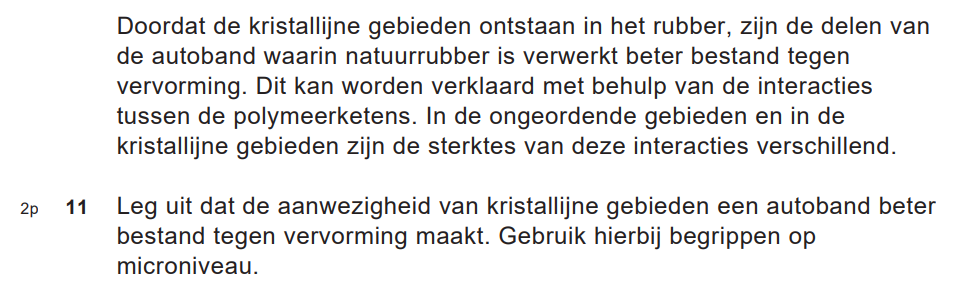 Doordat de kristallijne gebieden ontstaan in het rubber, zijn de delen van
de autoband waarin natuurrubber is verwerkt beter bestand tegen
vervorming. Dit kan worden verklaard met behulp van de interacties
tussen de polymeerketens. In de ongeordende gebieden en in de
kristallijne gebieden zijn de sterktes van deze interacties verschillend.
2p 11 Leg uit dat de aanwezigheid van kristallijne gebieden een autoband beter
bestand tegen vervorming maakt. Gebruik hierbij begrippen op
microniveau.